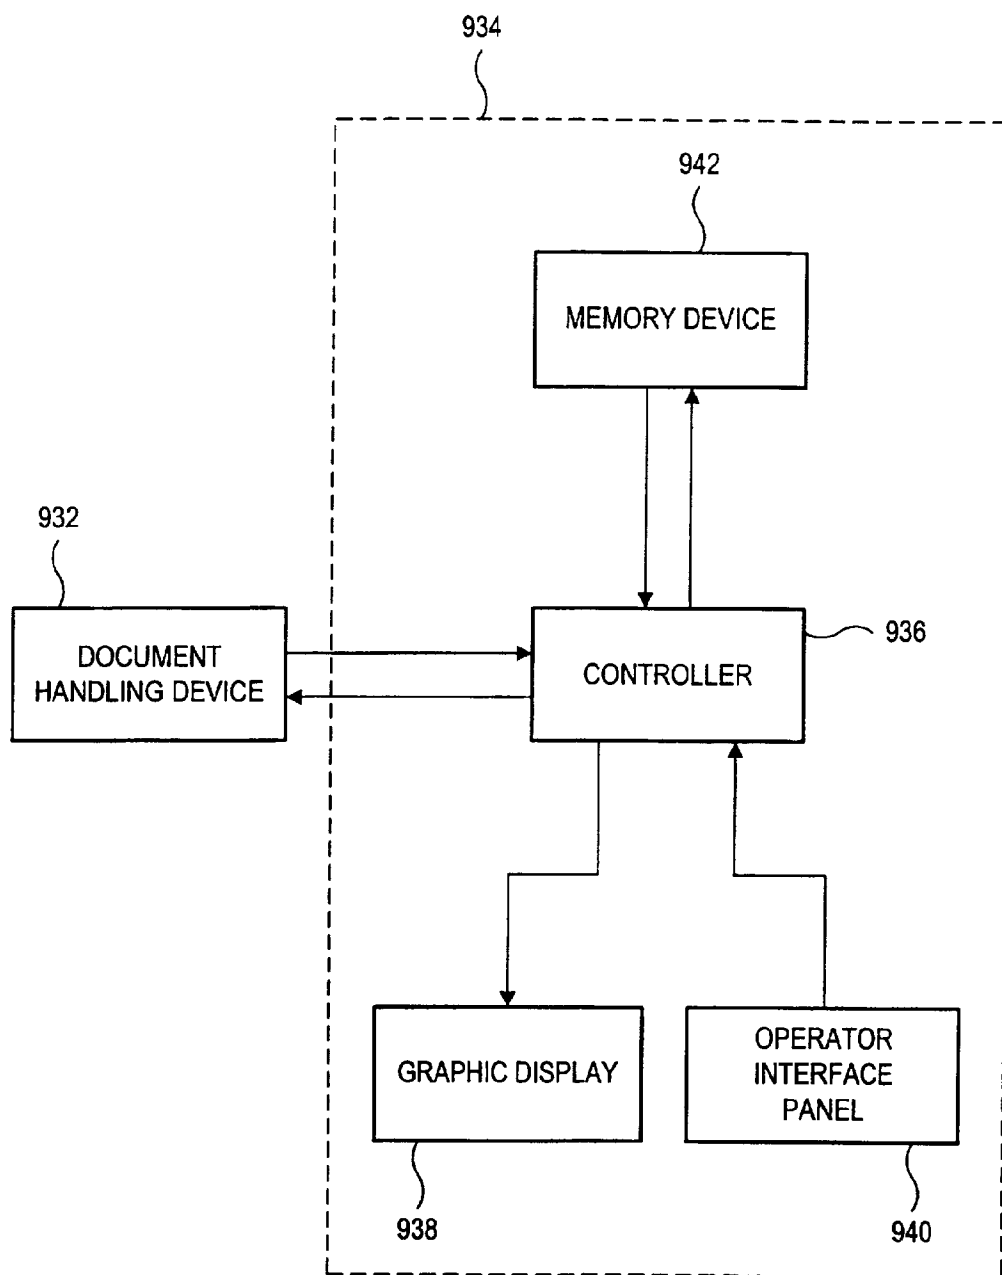 934
942
MEMORY DEVICE
932
DOCUMENT
HANDLING DEVICE
CONTROLLER
936
GRAPHIC DISPLAY
OPERATOR
INTERFACE
PANEL
938
940